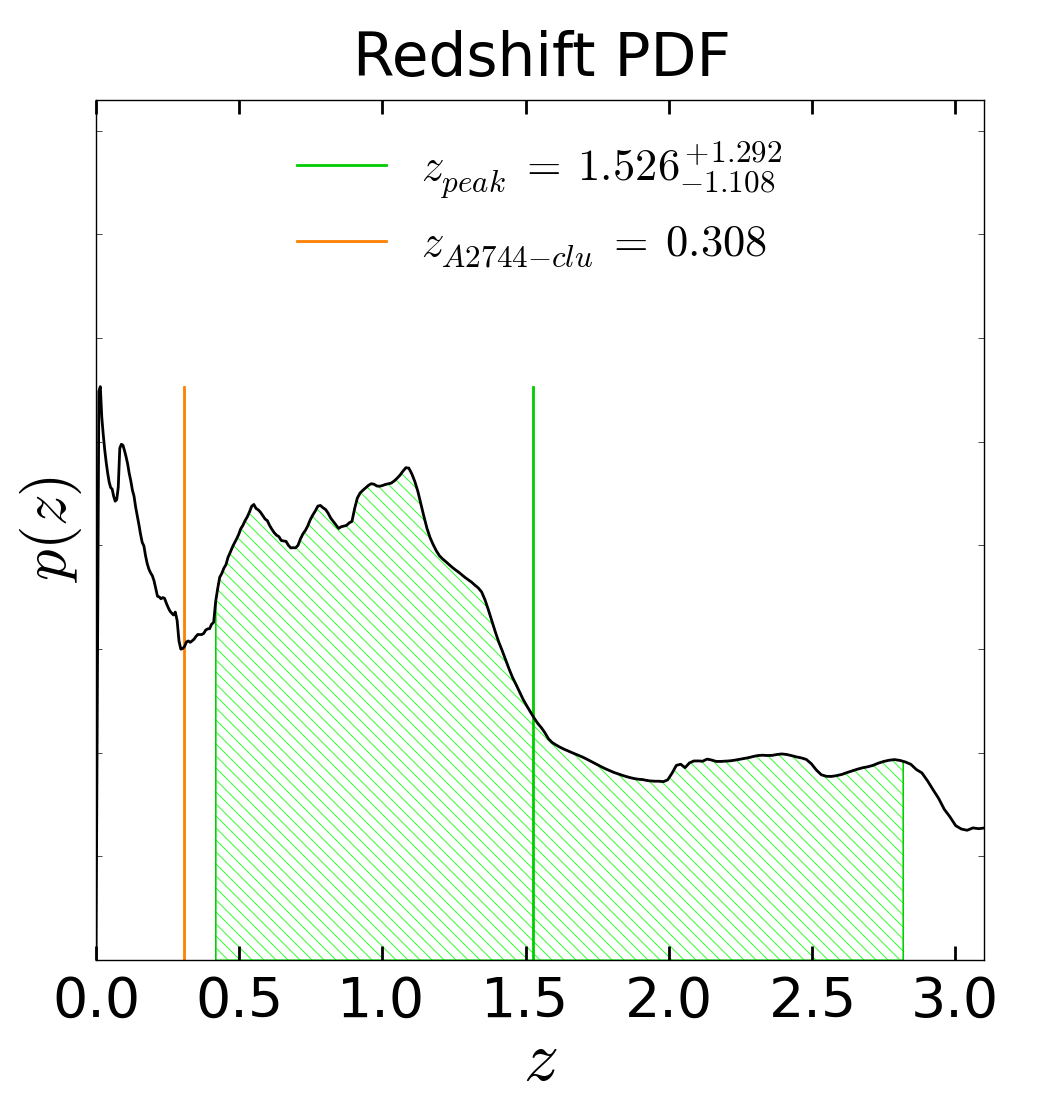 Redshift PDF
z_peak = 1.526^{+1.292}_{-1.108}
z_{A2744-clu} = 0.308
p(z)
0.0 0.5 1.0 1.5 2.0 2.5 3.0
z